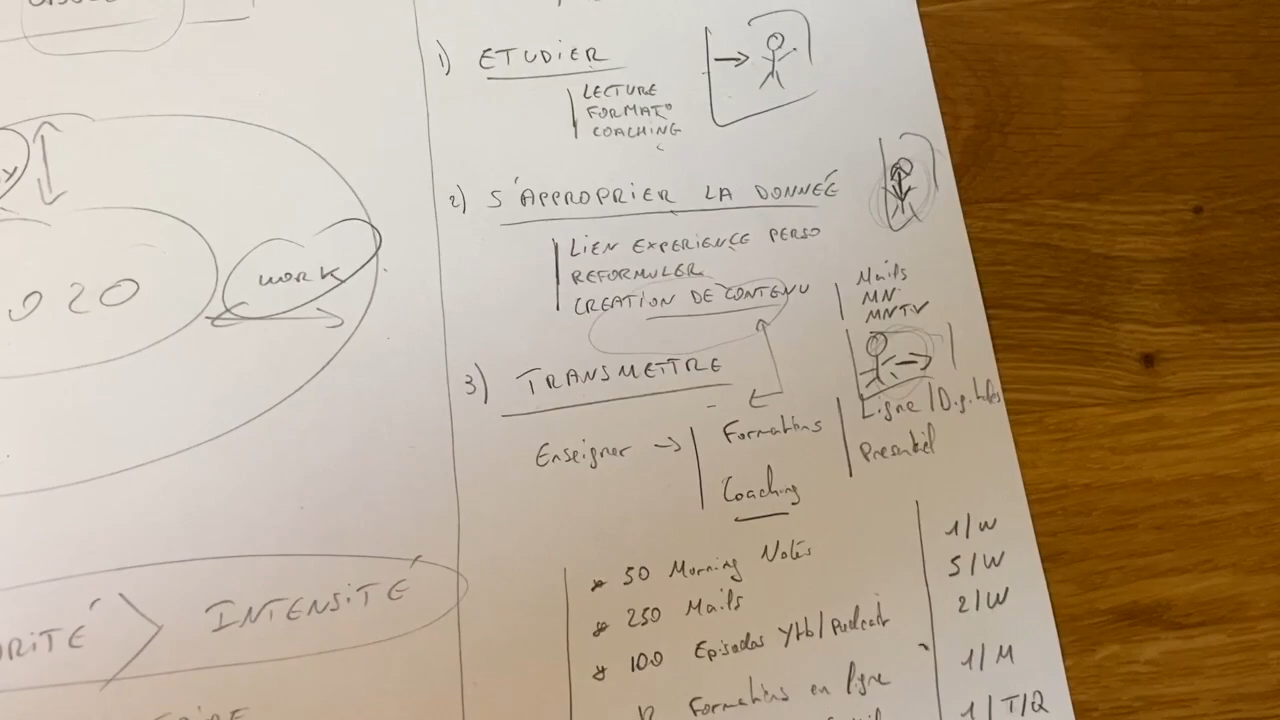 020
WORK
RITÉ > INTENSITÉ
1) ETUDIER
LECTURE
FORMAT°
COACHING
2) S'APPROPRIER LA DONNÉE
LIEN EXPERIENCE PERSO
REFORMULER
CREATION DE CONTENU
Mails
MN
MNTV
3) TRANSMETTRE
Enseigner → Formations
Ligne / Digitales
Présentiel
Coaching
* 50 Morning Notes 1/W
* 250 Mails 5/W
* 100 Episodes Ytb/Podcast 2/W
12 Formations en ligne 1/M
1/T/Q